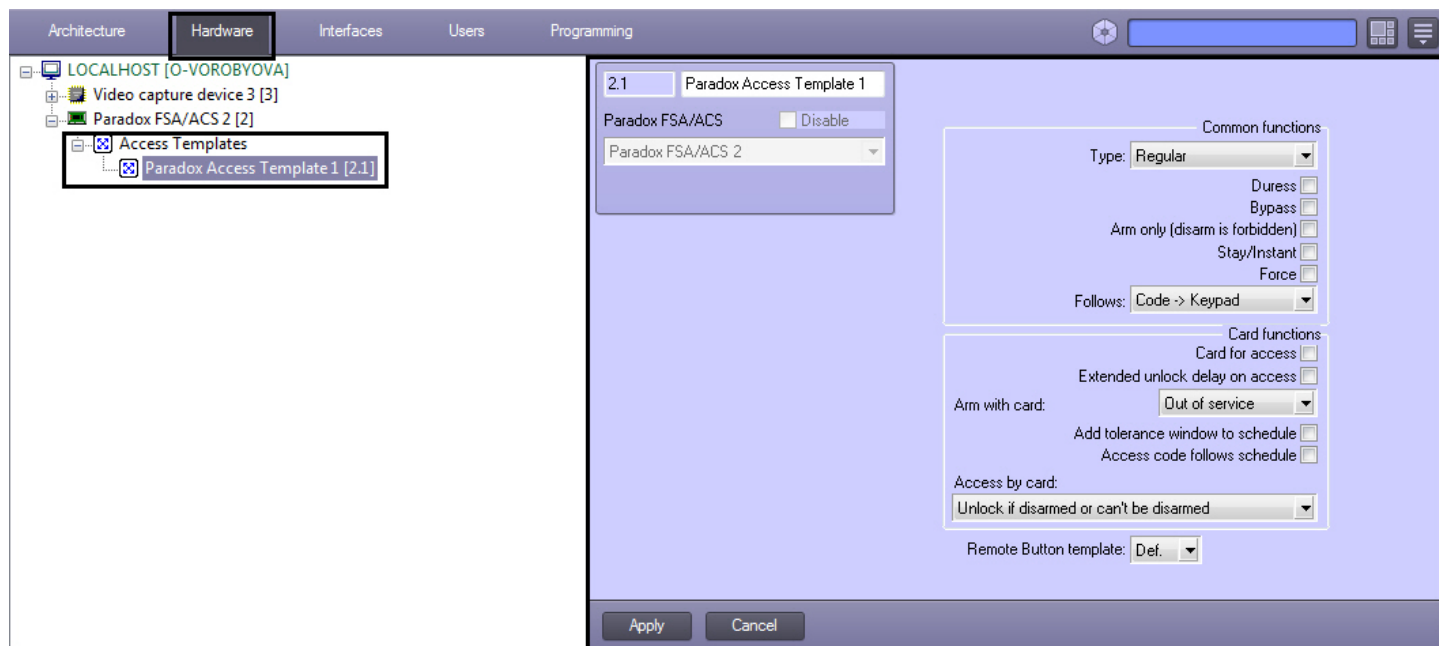 Architecture Hardware Interfaces Users Programming
LOCALHOST [O-VOROBYOVA]
Video capture device 3 [3]
Paradox FSA/ACS 2 [2]
Access Templates
Paradox Access Template 1 [2.1]
2.1 Paradox Access Template 1
Paradox FSA/ACS Disable
Paradox FSA/ACS 2
Common functions
Type: Regular
Duress
Bypass
Arm only (disarm is forbidden)
Stay/Instant
Force
Follows: Code -> Keypad
Card functions
Card for access
Extended unlock delay on access
Arm with card: Out of service
Add tolerance window to schedule
Access code follows schedule
Access by card:
Unlock if disarmed or can't be disarmed
Remote Button template: Def.
Apply Cancel